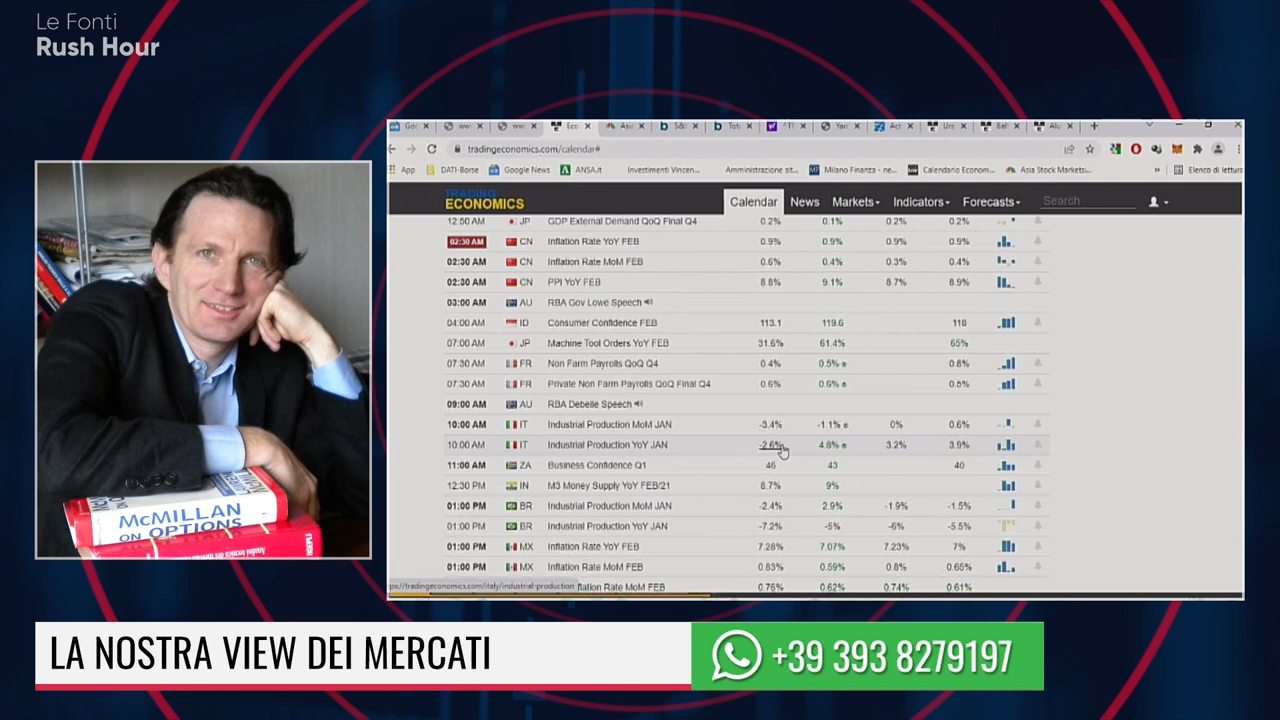 Le Fonti
Rush Hour
tradingeconomics.com/calendar#
App DATI-Borse Google News ANSA.it Investimenti Vincen... Amministrazione sit... Milano Finanza - ne... Calendario Econom... Asia Stock Markets... » Elenco di lettura
TRADING
ECONOMICS Calendar News Markets Indicators Forecasts Search
12:50 AM JP GDP External Demand QoQ Final Q4 0.2% 0.1% 0.2% 0.2%
02:30 AM CN Inflation Rate YoY FEB 0.9% 0.9% 0.9% 0.9%
02:30 AM CN Inflation Rate MoM FEB 0.6% 0.4% 0.3% 0.4%
02:30 AM CN PPI YoY FEB 8.8% 9.1% 8.7% 8.9%
03:00 AM AU RBA Gov Lowe Speech
04:00 AM ID Consumer Confidence FEB 113.1 119.6 118
07:00 AM JP Machine Tool Orders YoY FEB 31.6% 61.4% 65%
07:30 AM FR Non Farm Payrolls QoQ Q4 0.4% 0.5% ® 0.8%
07:30 AM FR Private Non Farm Payrolls QoQ Final Q4 0.6% 0.6% ® 0.5%
09:00 AM AU RBA Debelle Speech
10:00 AM IT Industrial Production MoM JAN -3.4% -1.1% ® 0% 0.6%
10:00 AM IT Industrial Production YoY JAN -2.6% 4.8% ® 3.2% 3.9%
11:00 AM ZA Business Confidence Q1 46 43 40
12:30 PM IN M3 Money Supply YoY FEB/21 8.7% 9%
01:00 PM BR Industrial Production MoM JAN -2.4% 2.9% -1.9% -1.5%
01:00 PM BR Industrial Production YoY JAN -7.2% -5% -6% -5.5%
01:00 PM MX Inflation Rate YoY FEB 7.28% 7.07% 7.23% 7%
01:00 PM MX Inflation Rate MoM FEB 0.83% 0.59% 0.8% 0.65%
ps://tradingeconomics.com/italy/industrial-production flation Rate MoM FEB 0.76% 0.62% 0.74% 0.61%
McMILLAN
ON OPTIONS
HOEPLI
LA NOSTRA VIEW DEI MERCATI
+39 393 8279197